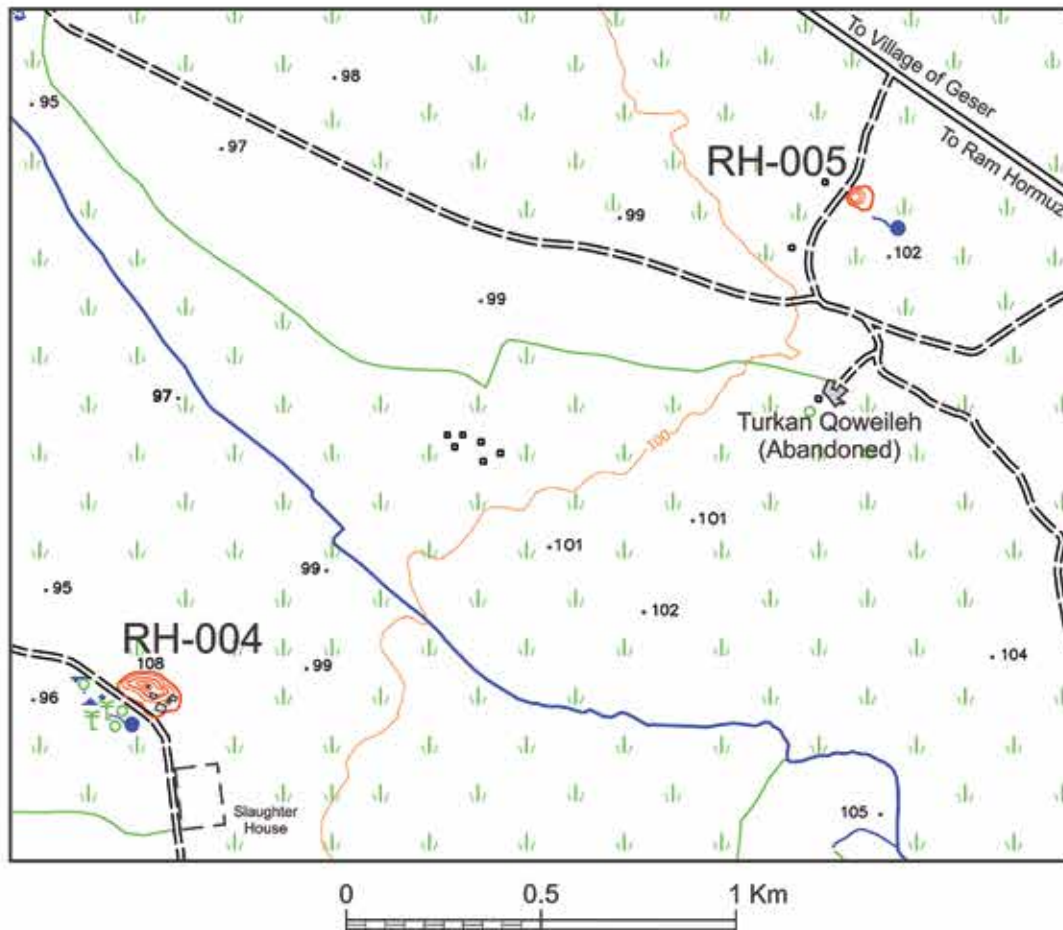 To Village of Geser
To Ram Hormuz
98
95
97
RH-005
99
102
99
97
Turkan Qoweileh
(Abandoned)
100
101
101
99
95
102
RH-004
108
99
104
96
105
Slaughter
House
0 0.5 1 Km